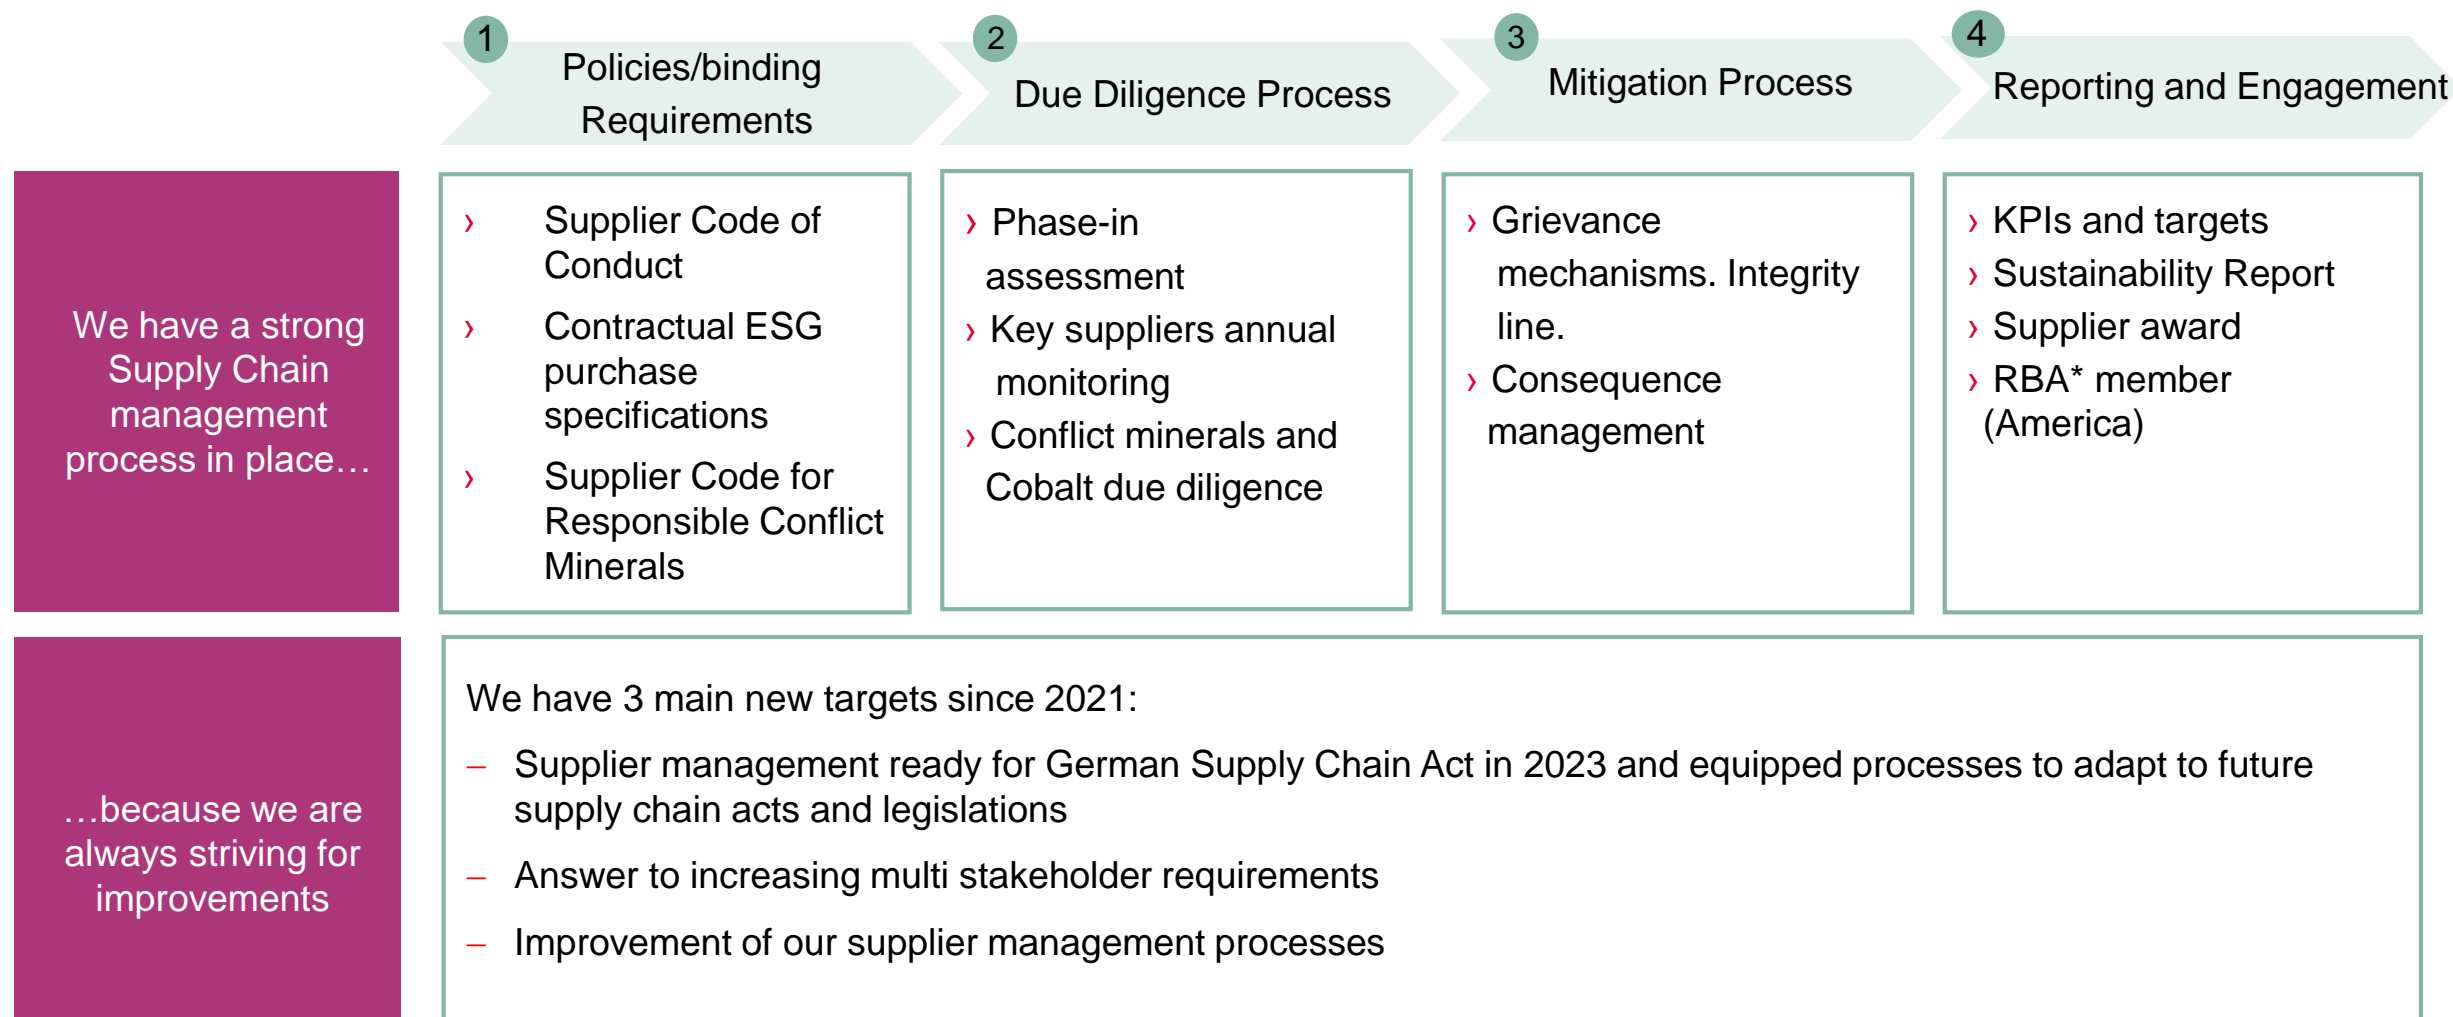 1
Policies/binding
Requirements
2
Due Diligence Process
3
Mitigation Process
4
Reporting and Engagement
We have a strong
Supply Chain
management
process in place…
› Supplier Code of
Conduct
› Contractual ESG
purchase
specifications
› Supplier Code for
Responsible Conflict
Minerals
› Phase-in
assessment
› Key suppliers annual
monitoring
› Conflict minerals and
Cobalt due diligence
› Grievance
mechanisms. Integrity
line.
› Consequence
management
› KPIs and targets
› Sustainability Report
› Supplier award
› RBA* member
(America)
…because we are
always striving for
improvements
We have 3 main new targets since 2021:
– Supplier management ready for German Supply Chain Act in 2023 and equipped processes to adapt to future
supply chain acts and legislations
– Answer to increasing multi stakeholder requirements
– Improvement of our supplier management processes